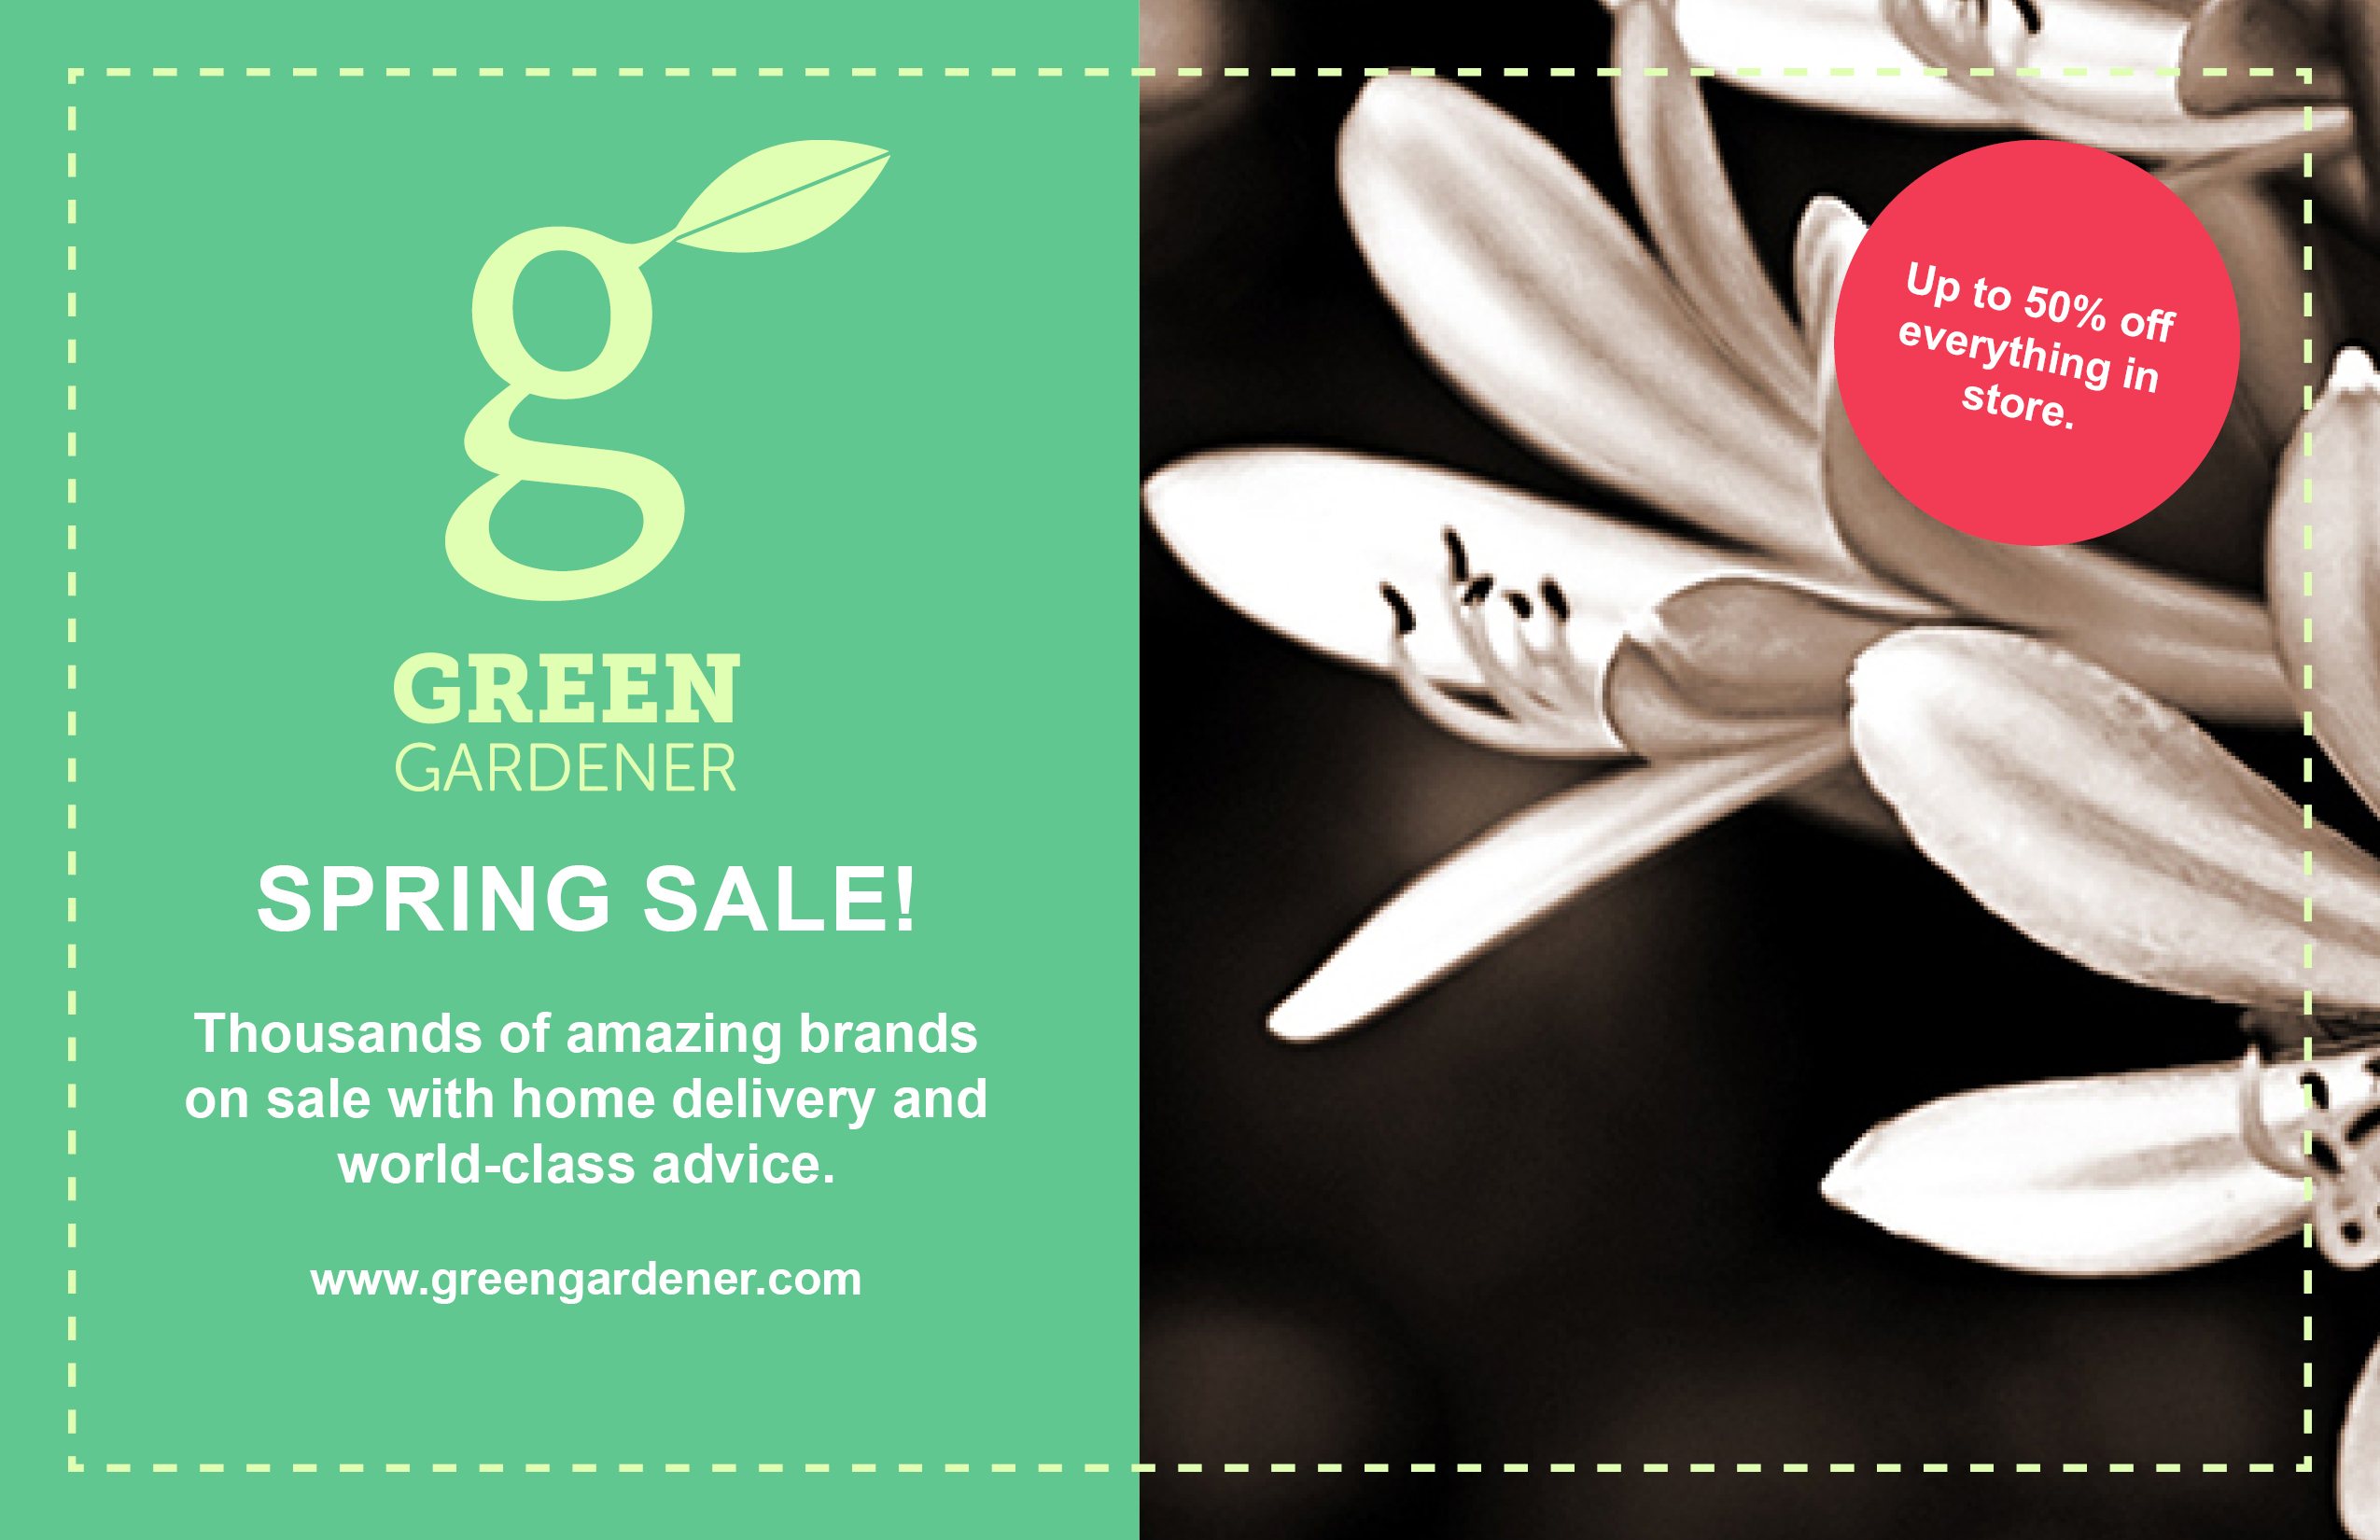 g
GREEN
GARDENER
SPRING SALE!
Thousands of amazing brands
on sale with home delivery and
world-class advice.
www.greengardener.com
Up to 50% off
everything in
store.